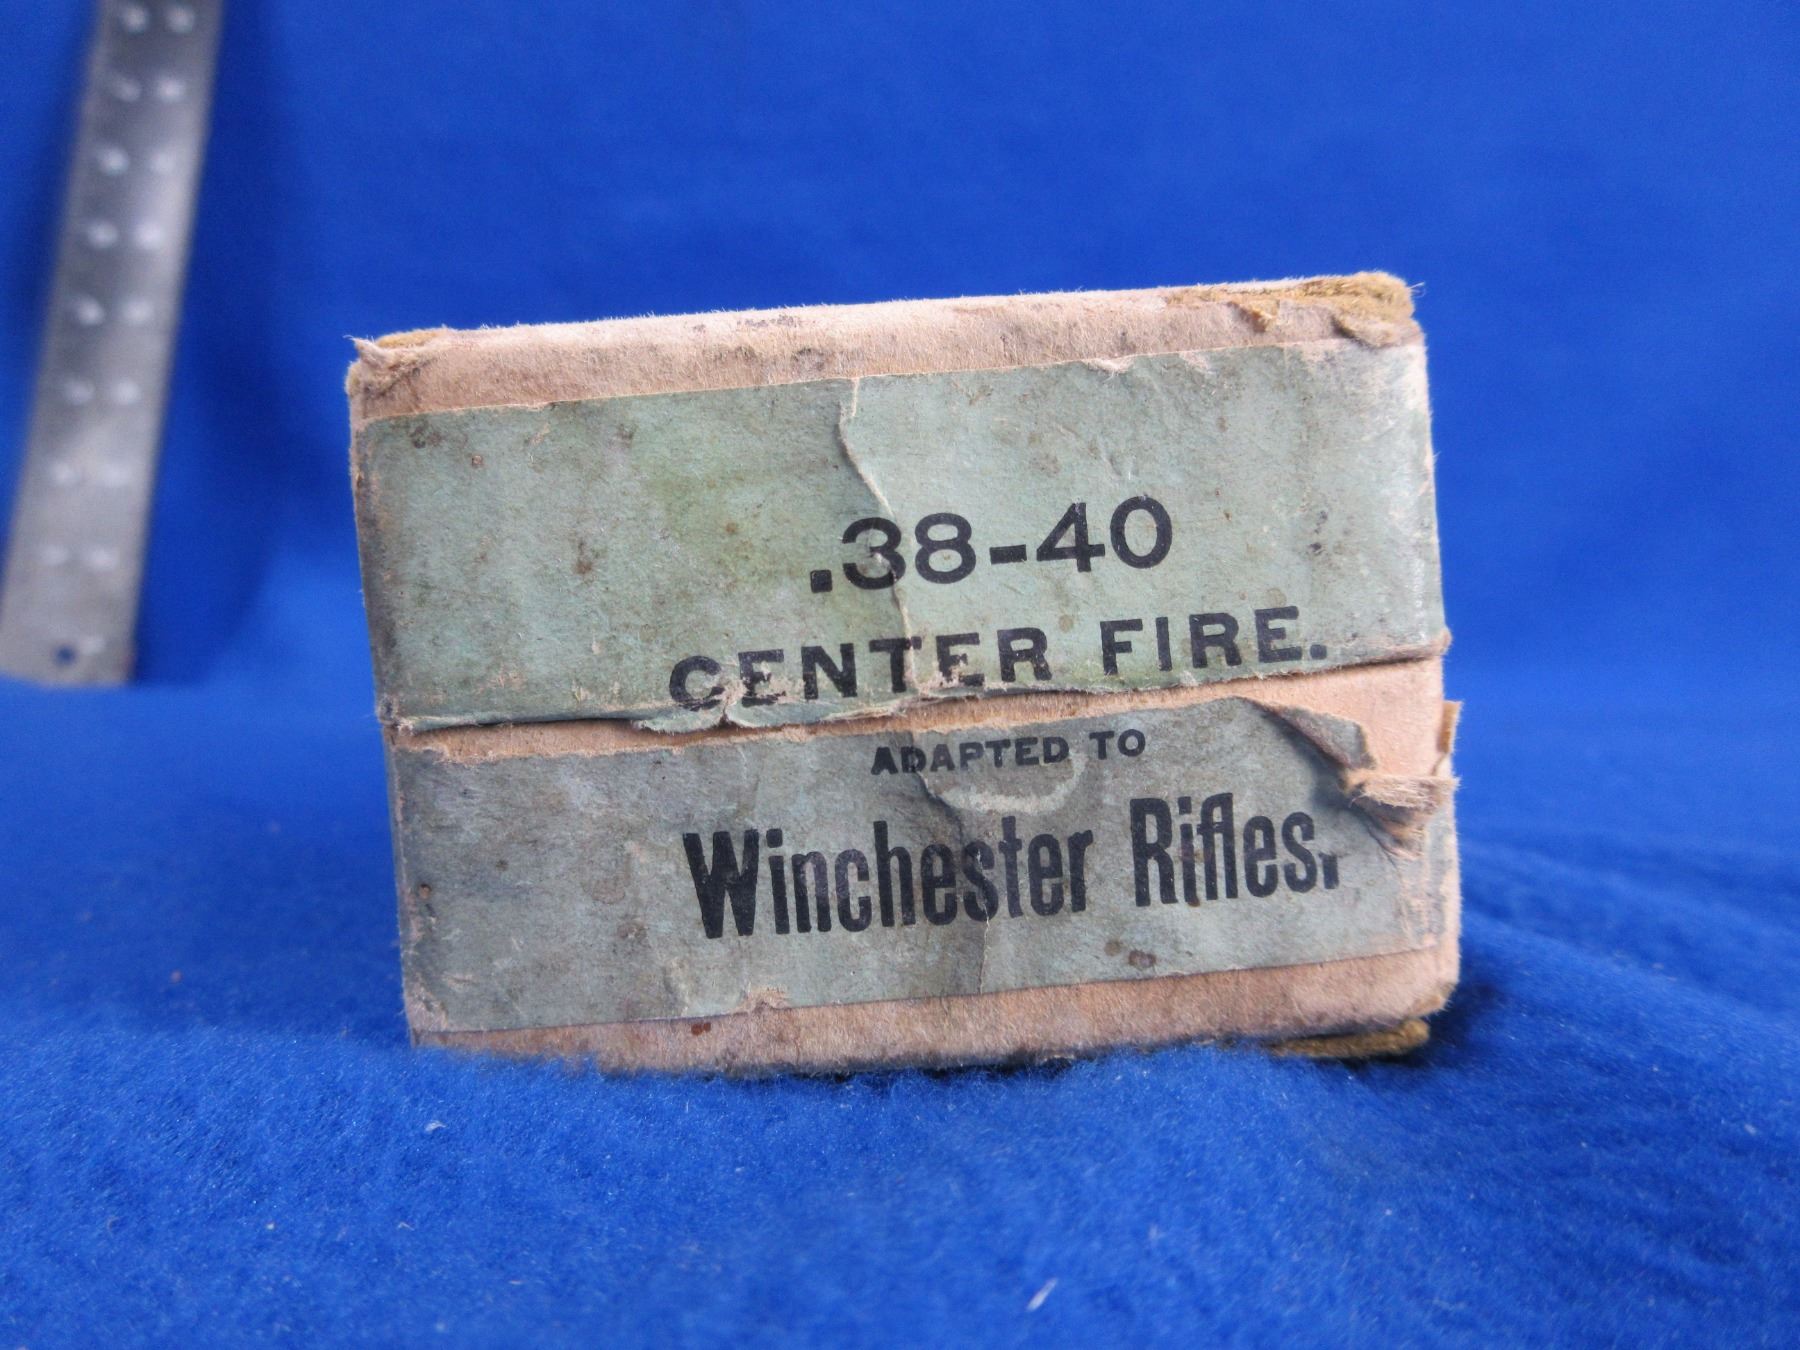 .38-40
CENTER FIRE.
ADAPTED TO
Winchester Rifles.